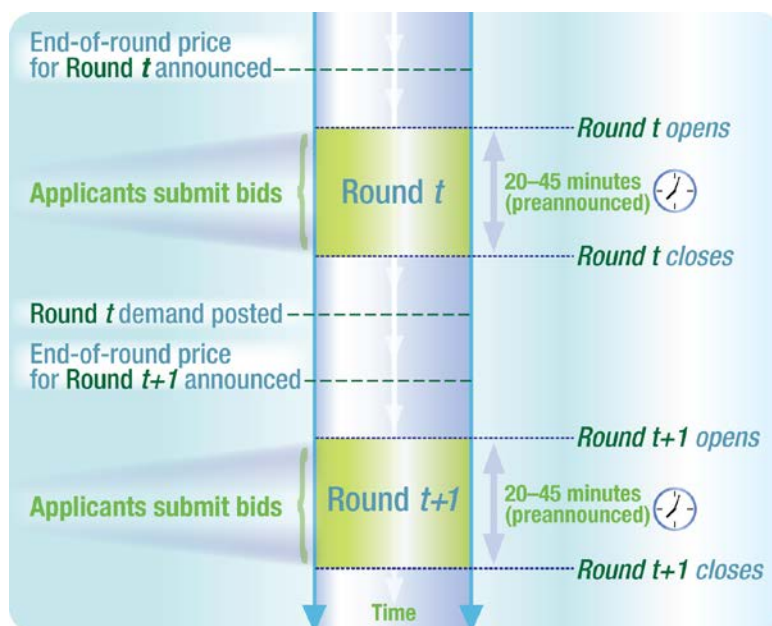 End-of-round price
for Round t announced
Round t opens
Applicants submit bids
Round t
20–45 minutes
(preannounced)
Round t closes
Round t demand posted
End-of-round price
for Round t+1 announced
Round t+1 opens
Applicants submit bids
Round t+1
20–45 minutes
(preannounced)
Round t+1 closes
Time